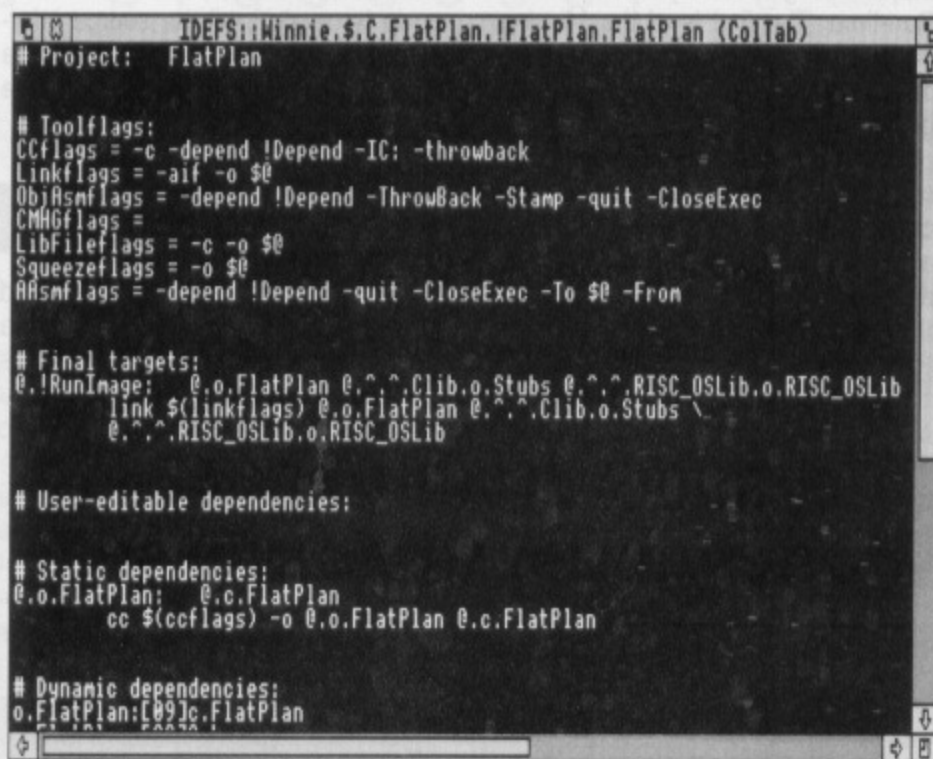 IDEFS::Winnie.$.C.FlatPlan.!FlatPlan.FlatPlan (ColTab)
# Project:   FlatPlan
# Toolflags:
CCflags = -c -depend !Depend -IC: -throwback
Linkflags = -aif -o $@
ObjAsmflags = -depend !Depend -ThrowBack -Stamp -quit -CloseExec
CMHGflags =
LibFileflags = -c -o $@
Squeezeflags = -o $@
AAsmflags = -depend !Depend -quit -CloseExec -To $@ -From
# Final targets:
@.!RunImage:   @.o.FlatPlan @.^.^.Clib.o.Stubs @.^.^.RISC_OSLib.o.RISC_OSLib
        link $(linkflags) @.o.FlatPlan @.^.^.Clib.o.Stubs \
        @.^.^.RISC_OSLib.o.RISC_OSLib
# User-editable dependencies:
# Static dependencies:
@.o.FlatPlan:   @.c.FlatPlan
        cc $(ccflags) -o @.o.FlatPlan @.c.FlatPlan
# Dynamic dependencies:
o.FlatPlan:[09]c.FlatPlan